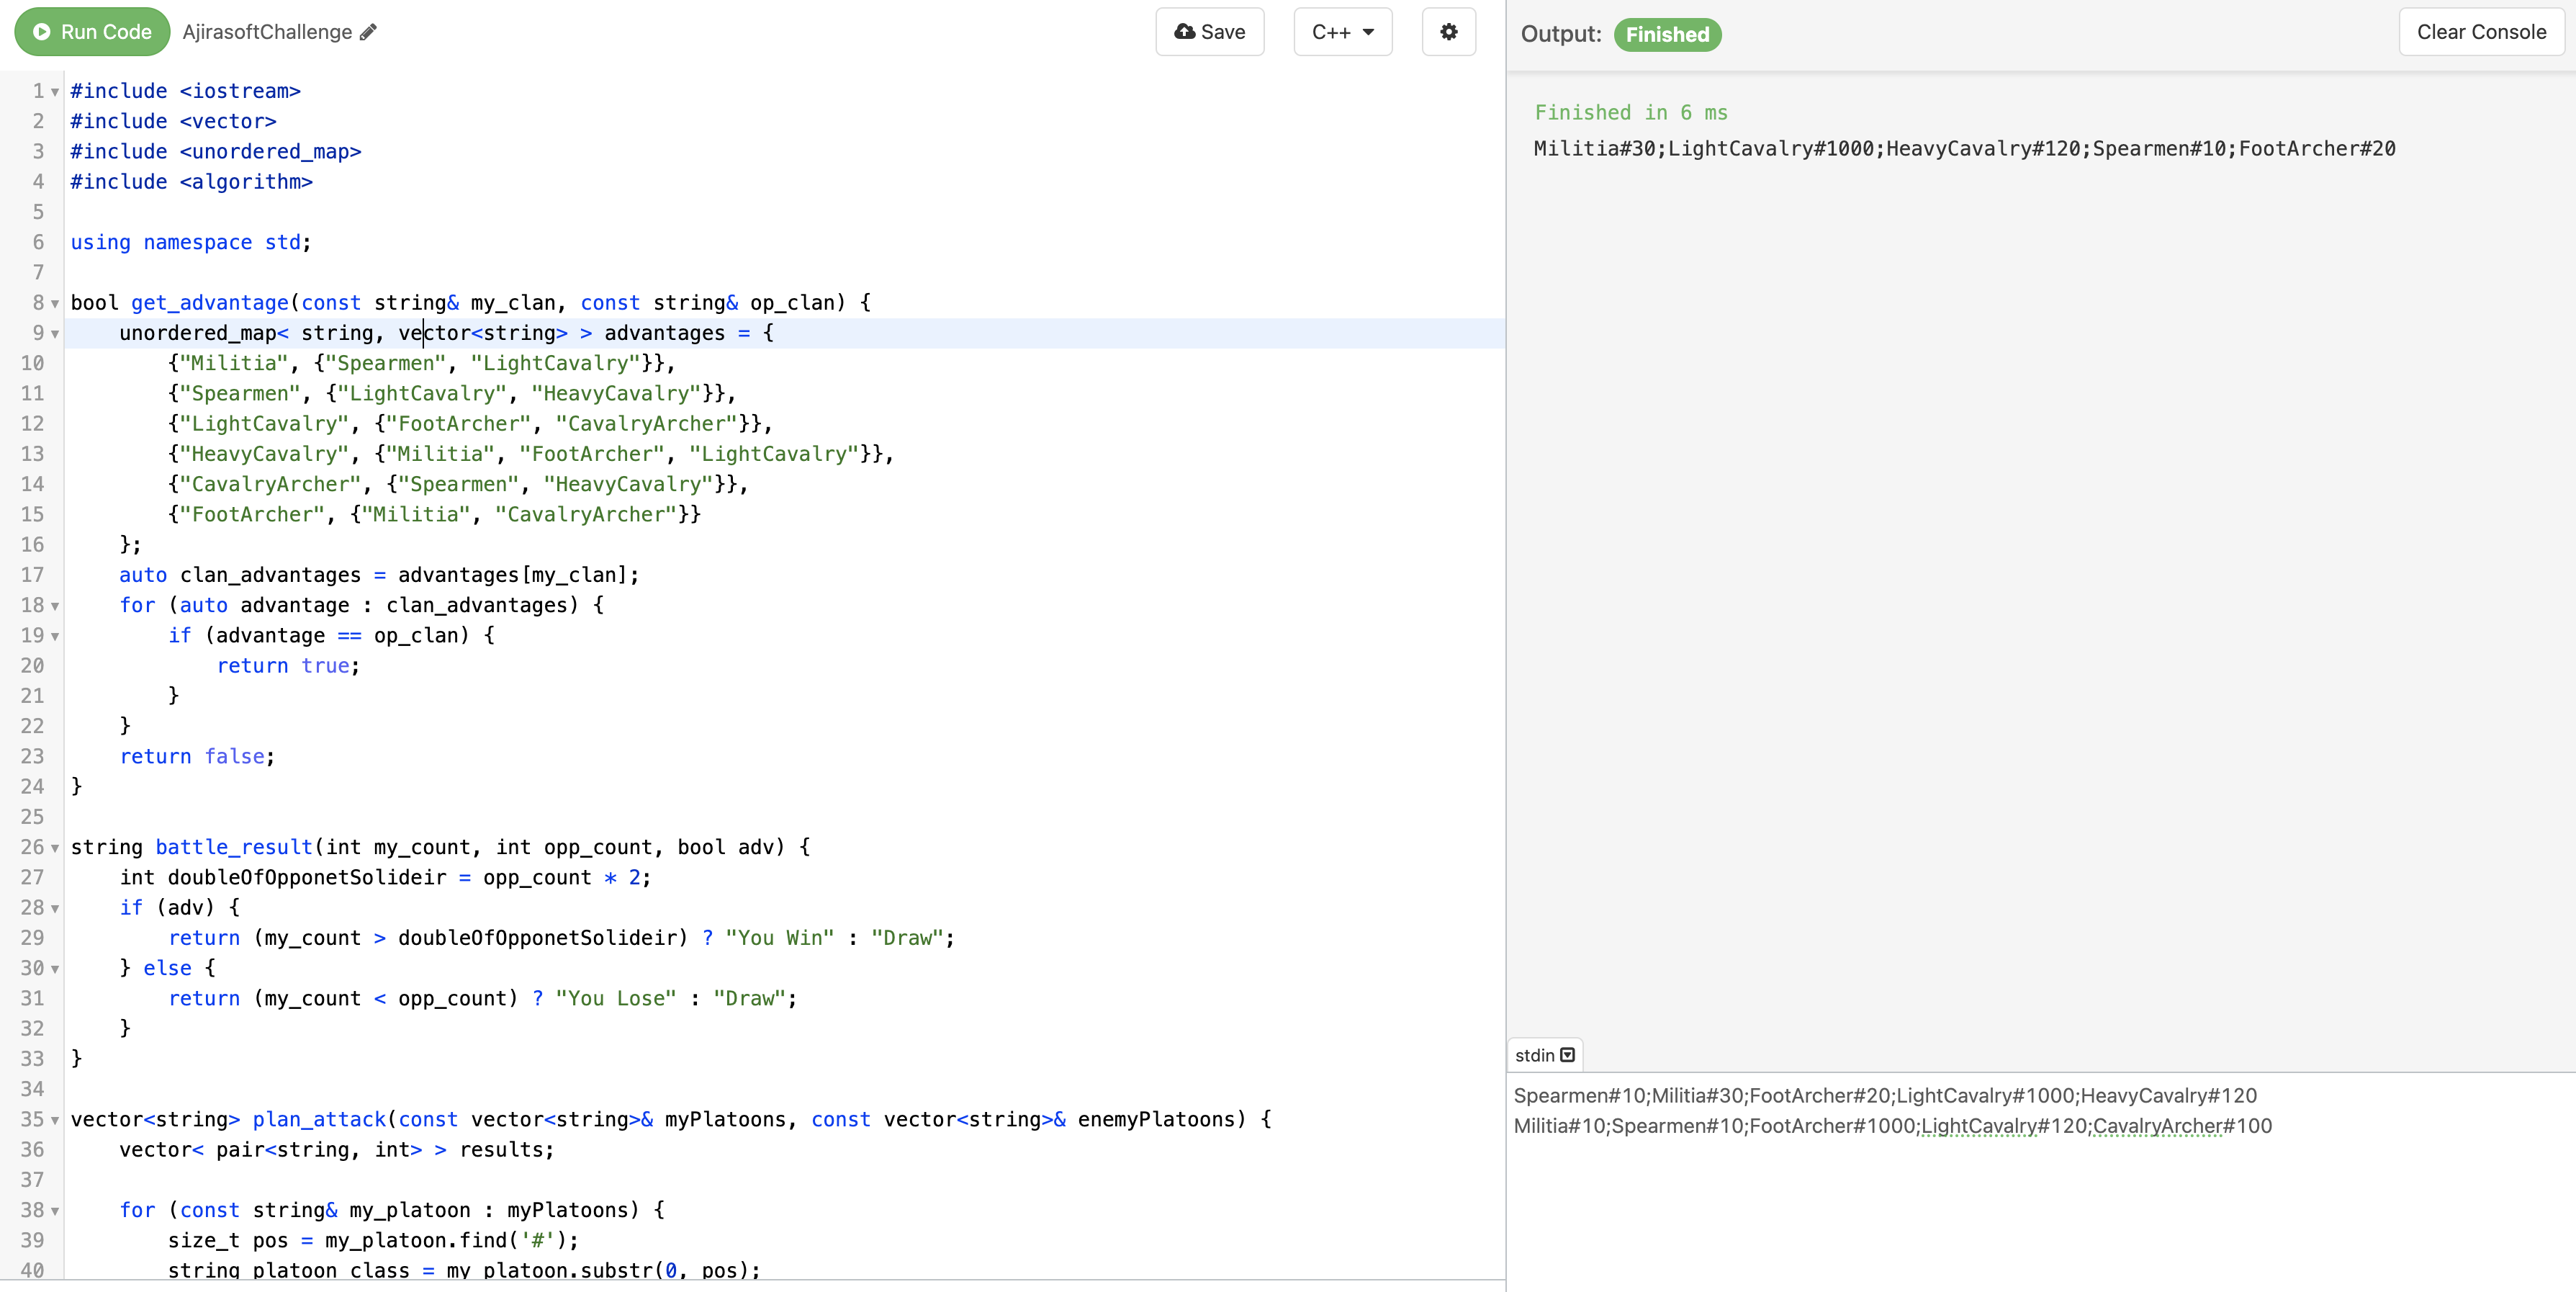 Run Code AjirasoftChallenge Save C++
1 #include <iostream>
2 #include <vector>
3 #include <unordered_map>
4 #include <algorithm>
5
6 using namespace std;
7
8 bool get_advantage(const string& my_clan, const string& op_clan) {
9     unordered_map< string, vector<string> > advantages = {
10         {"Militia", {"Spearmen", "LightCavalry"}},
11         {"Spearmen", {"LightCavalry", "HeavyCavalry"}},
12         {"LightCavalry", {"FootArcher", "CavalryArcher"}},
13         {"HeavyCavalry", {"Militia", "FootArcher", "LightCavalry"}},
14         {"CavalryArcher", {"Spearmen", "HeavyCavalry"}},
15         {"FootArcher", {"Militia", "CavalryArcher"}}
16     };
17     auto clan_advantages = advantages[my_clan];
18     for (auto advantage : clan_advantages) {
19         if (advantage == op_clan) {
20             return true;
21         }
22     }
23     return false;
24 }
25
26 string battle_result(int my_count, int opp_count, bool adv) {
27     int doubleOfOpponetSolideir = opp_count * 2;
28     if (adv) {
29         return (my_count > doubleOfOpponetSolideir) ? "You Win" : "Draw";
30     } else {
31         return (my_count < opp_count) ? "You Lose" : "Draw";
32     }
33 }
34
35 vector<string> plan_attack(const vector<string>& myPlatoons, const vector<string>& enemyPlatoons) {
36     vector< pair<string, int> > results;
37
38     for (const string& my_platoon : myPlatoons) {
39         size_t pos = my_platoon.find('#');
40         string platoon_class = my_platoon.substr(0, pos);
Output: Finished Clear Console
Finished in 6 ms
Militia#30;LightCavalry#1000;HeavyCavalry#120;Spearmen#10;FootArcher#20
stdin
Spearmen#10;Militia#30;FootArcher#20;LightCavalry#1000;HeavyCavalry#120
Militia#10;Spearmen#10;FootArcher#1000;LightCavalry#120;CavalryArcher#100